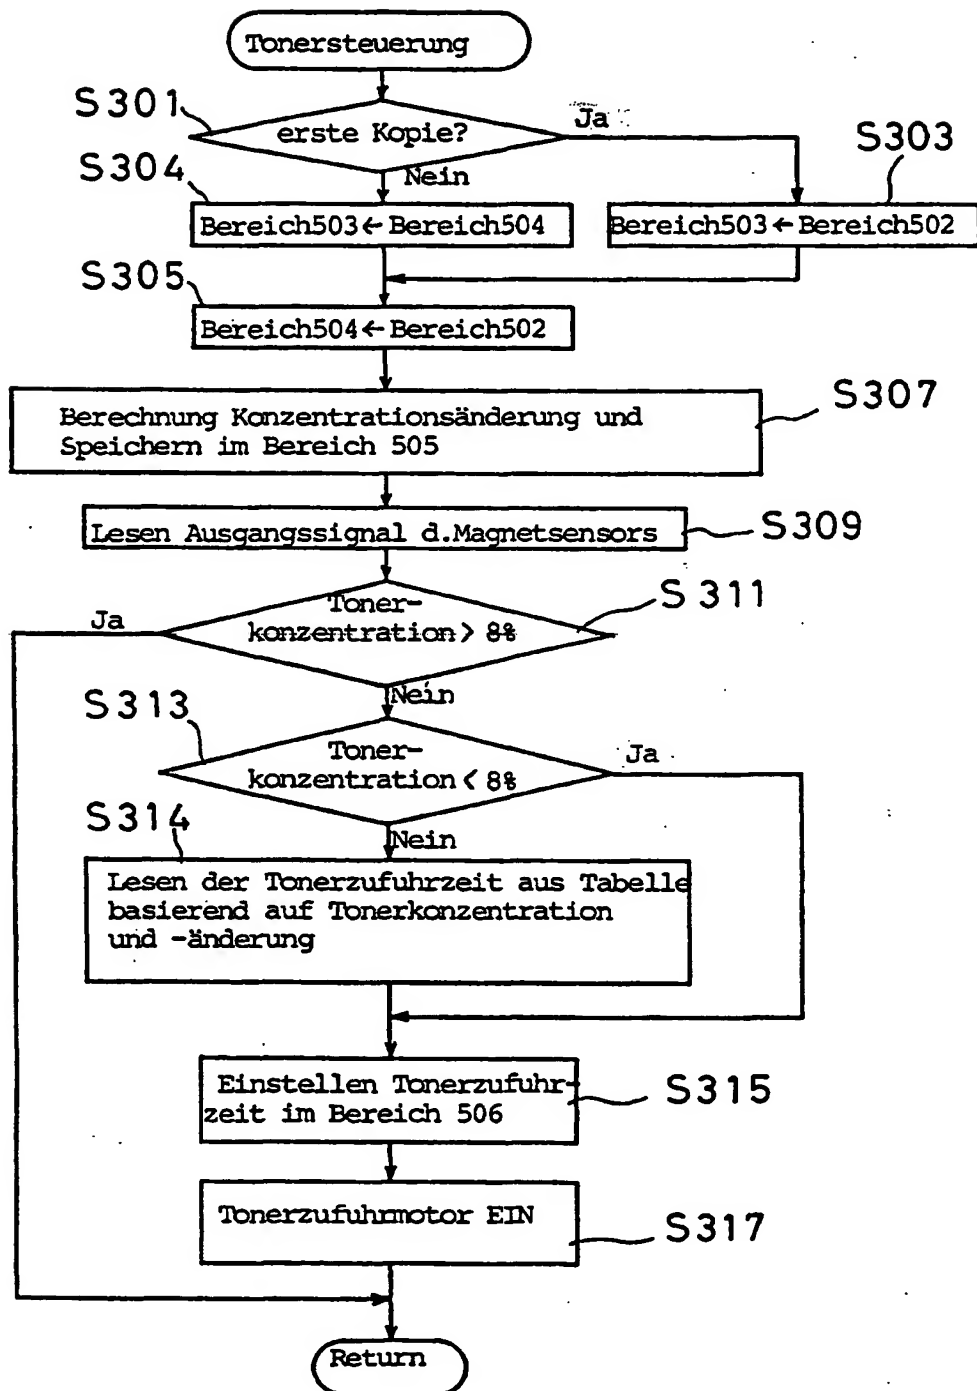 Tonersteuerung
S301
erste Kopie?
Ja
S303
S304
Nein
Bereich503←Bereich504
Bereich503←Bereich502
S305
Bereich504←Bereich502
S307
Berechnung Konzentrationsänderung und
Speichern im Bereich 505
Lesen Ausgangssignal d.Magnetsensors
S309
S311
Ja
Toner-
konzentration> 8%
Nein
S313
Toner-
konzentration< 8%
Ja
S314
Nein
Lesen der Tonerzufuhrzeit aus Tabelle
basierend auf Tonerkonzentration
und -änderung
Einstellen Tonerzufuhr-
zeit im Bereich 506
S315
Tonerzufuhrmotor EIN
S317
Return